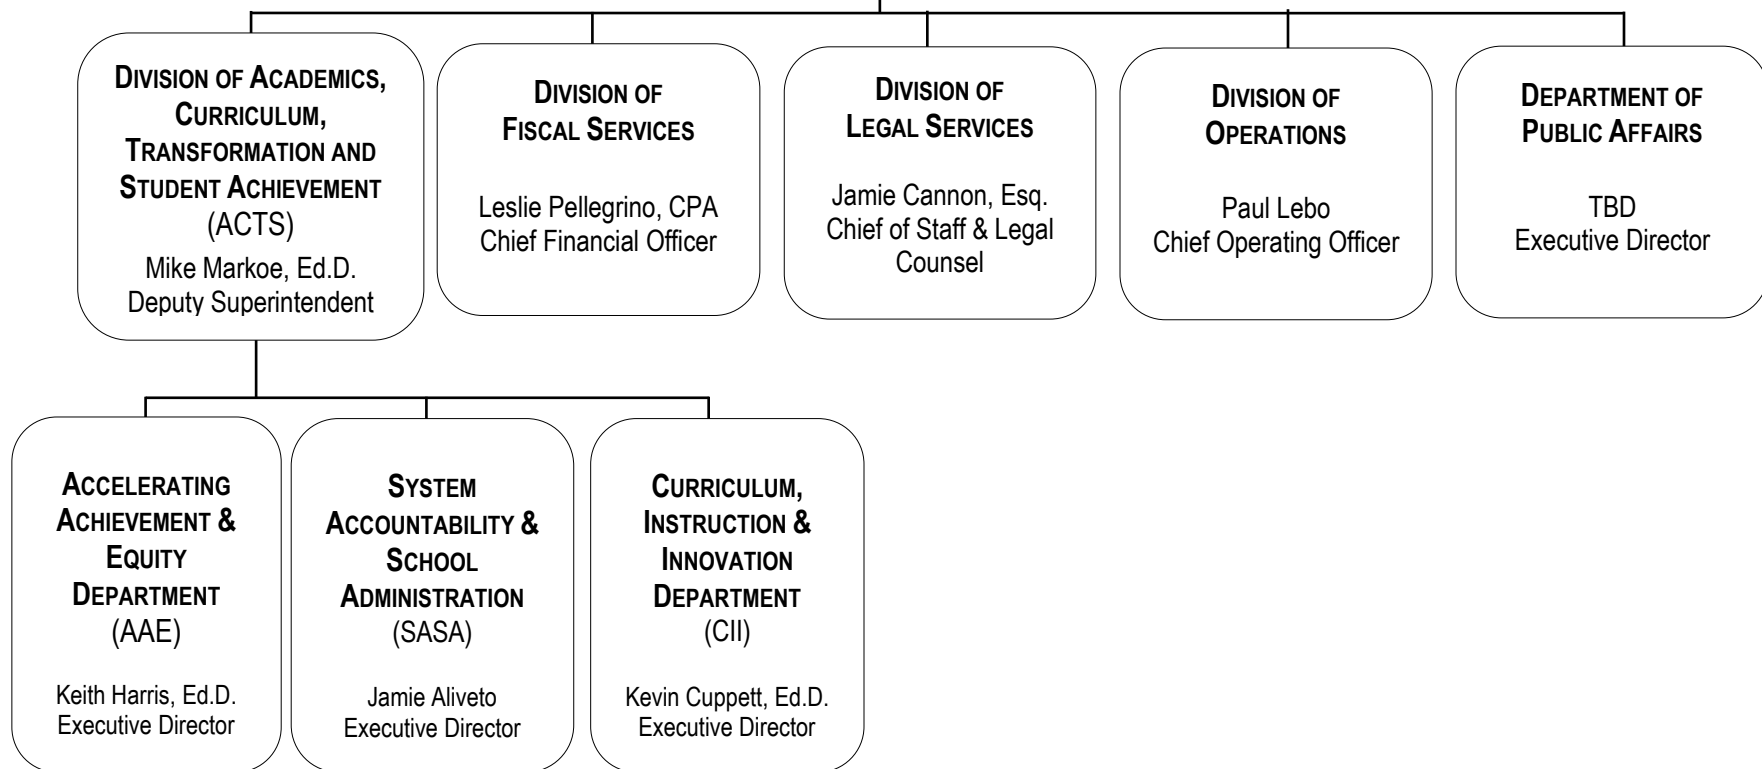 DIVISION OF ACADEMICS,
CURRICULUM,
TRANSFORMATION AND
STUDENT ACHIEVEMENT
(ACTS)
Mike Markoe, Ed.D.
Deputy Superintendent
DIVISION OF
FISCAL SERVICES
Leslie Pellegrino, CPA
Chief Financial Officer
DIVISION OF
LEGAL SERVICES
Jamie Cannon, Esq.
Chief of Staff & Legal
Counsel
DIVISION OF
OPERATIONS
Paul Lebo
Chief Operating Officer
DEPARTMENT OF
PUBLIC AFFAIRS
TBD
Executive Director
ACCELERATING
ACHIEVEMENT &
EQUITY
DEPARTMENT
(AAE)
Keith Harris, Ed.D.
Executive Director
SYSTEM
ACCOUNTABILITY &
SCHOOL
ADMINISTRATION
(SASA)
Jamie Aliveto
Executive Director
CURRICULUM,
INSTRUCTION &
INNOVATION
DEPARTMENT
(CII)
Kevin Cuppett, Ed.D.
Executive Director